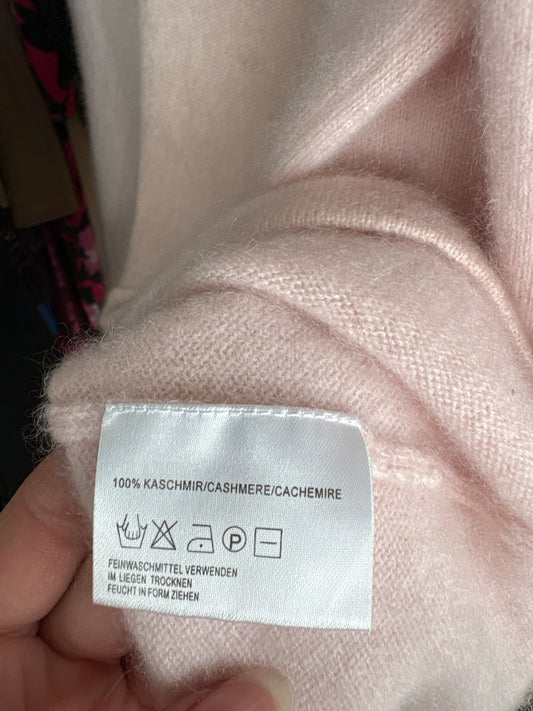 100% KASCHMIR/CASHMERE/CACHEMIRE
P
FEINWASCHMITTEL VERWENDEN
IM LIEGEN TROCKNEN
FEUCHT IN FORM ZIEHEN